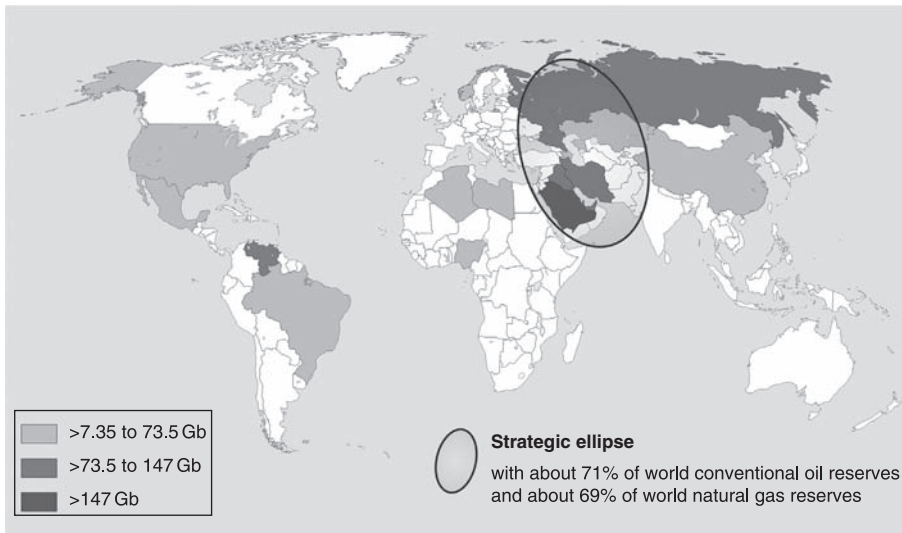 >7.35 to 73.5 Gb
>73.5 to 147 Gb
>147 Gb
Strategic ellipse
with about 71% of world conventional oil reserves
and about 69% of world natural gas reserves